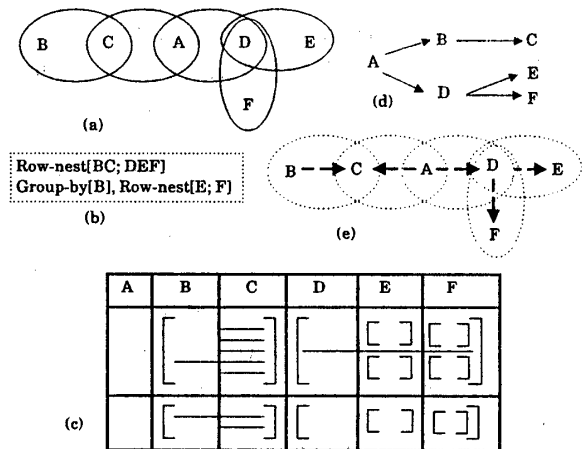 B C A D E
F
(a)
A B C
D E
F
(d)
Row-nest[BC; DEF]
Group-by[B], Row-nest[E; F]
(b)
B C A D E
F
(e)
A B C D E F
(c)